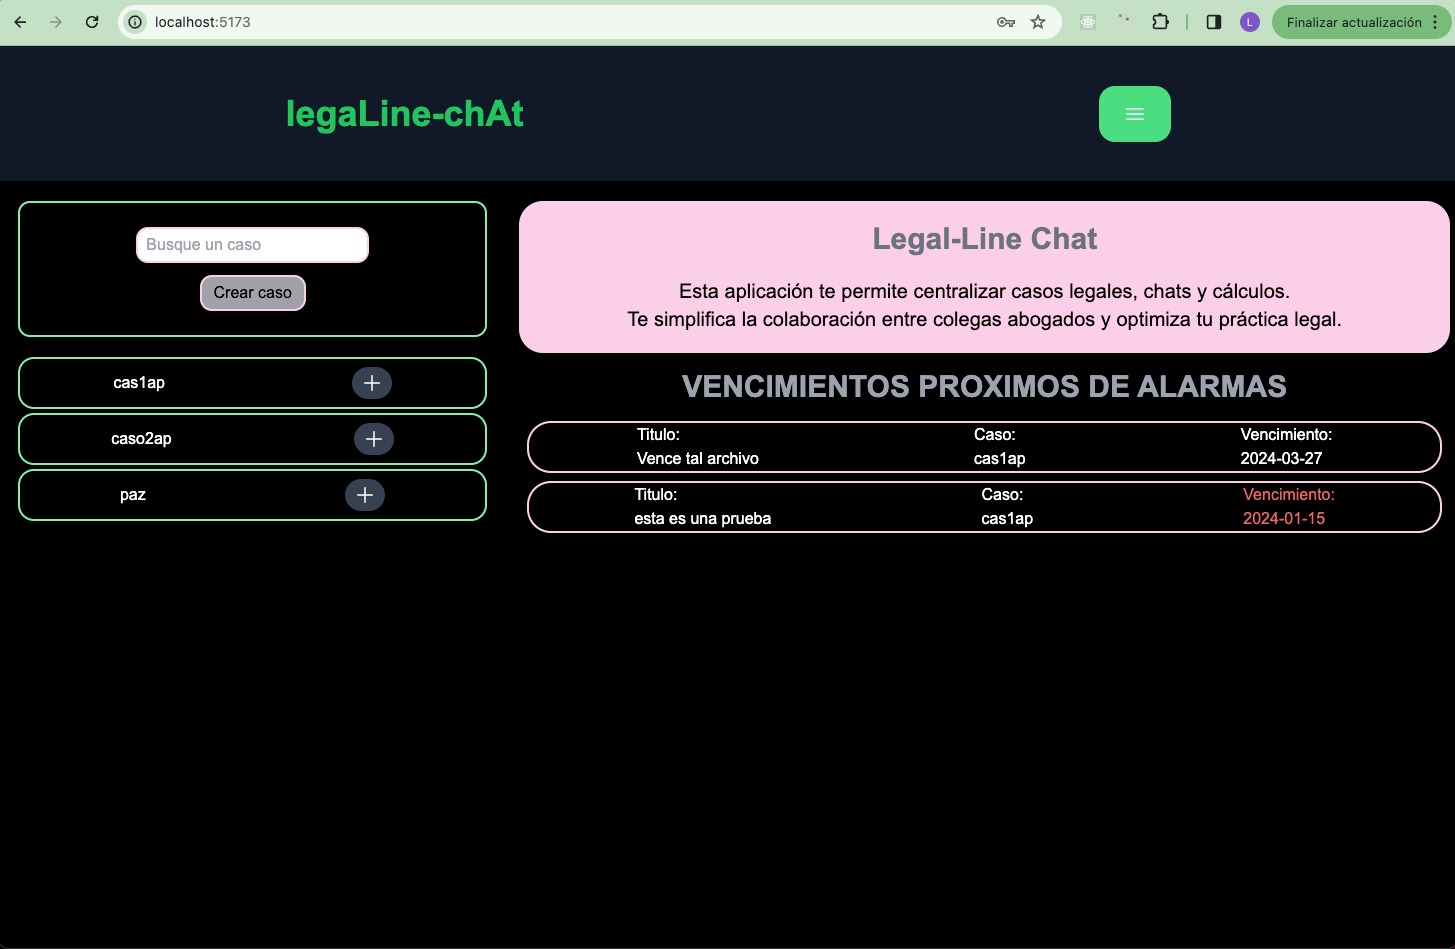 localhost:5173
L
Finalizar actualización
legaLine-chAt
Busque un caso
Crear caso
cas1ap
caso2ap
paz
Legal-Line Chat
Esta aplicación te permite centralizar casos legales, chats y cálculos.
Te simplifica la colaboración entre colegas abogados y optimiza tu práctica legal.
VENCIMIENTOS PROXIMOS DE ALARMAS
Titulo: Caso: Vencimiento:
Vence tal archivo cas1ap 2024-03-27
Titulo: Caso: Vencimiento:
esta es una prueba cas1ap 2024-01-15